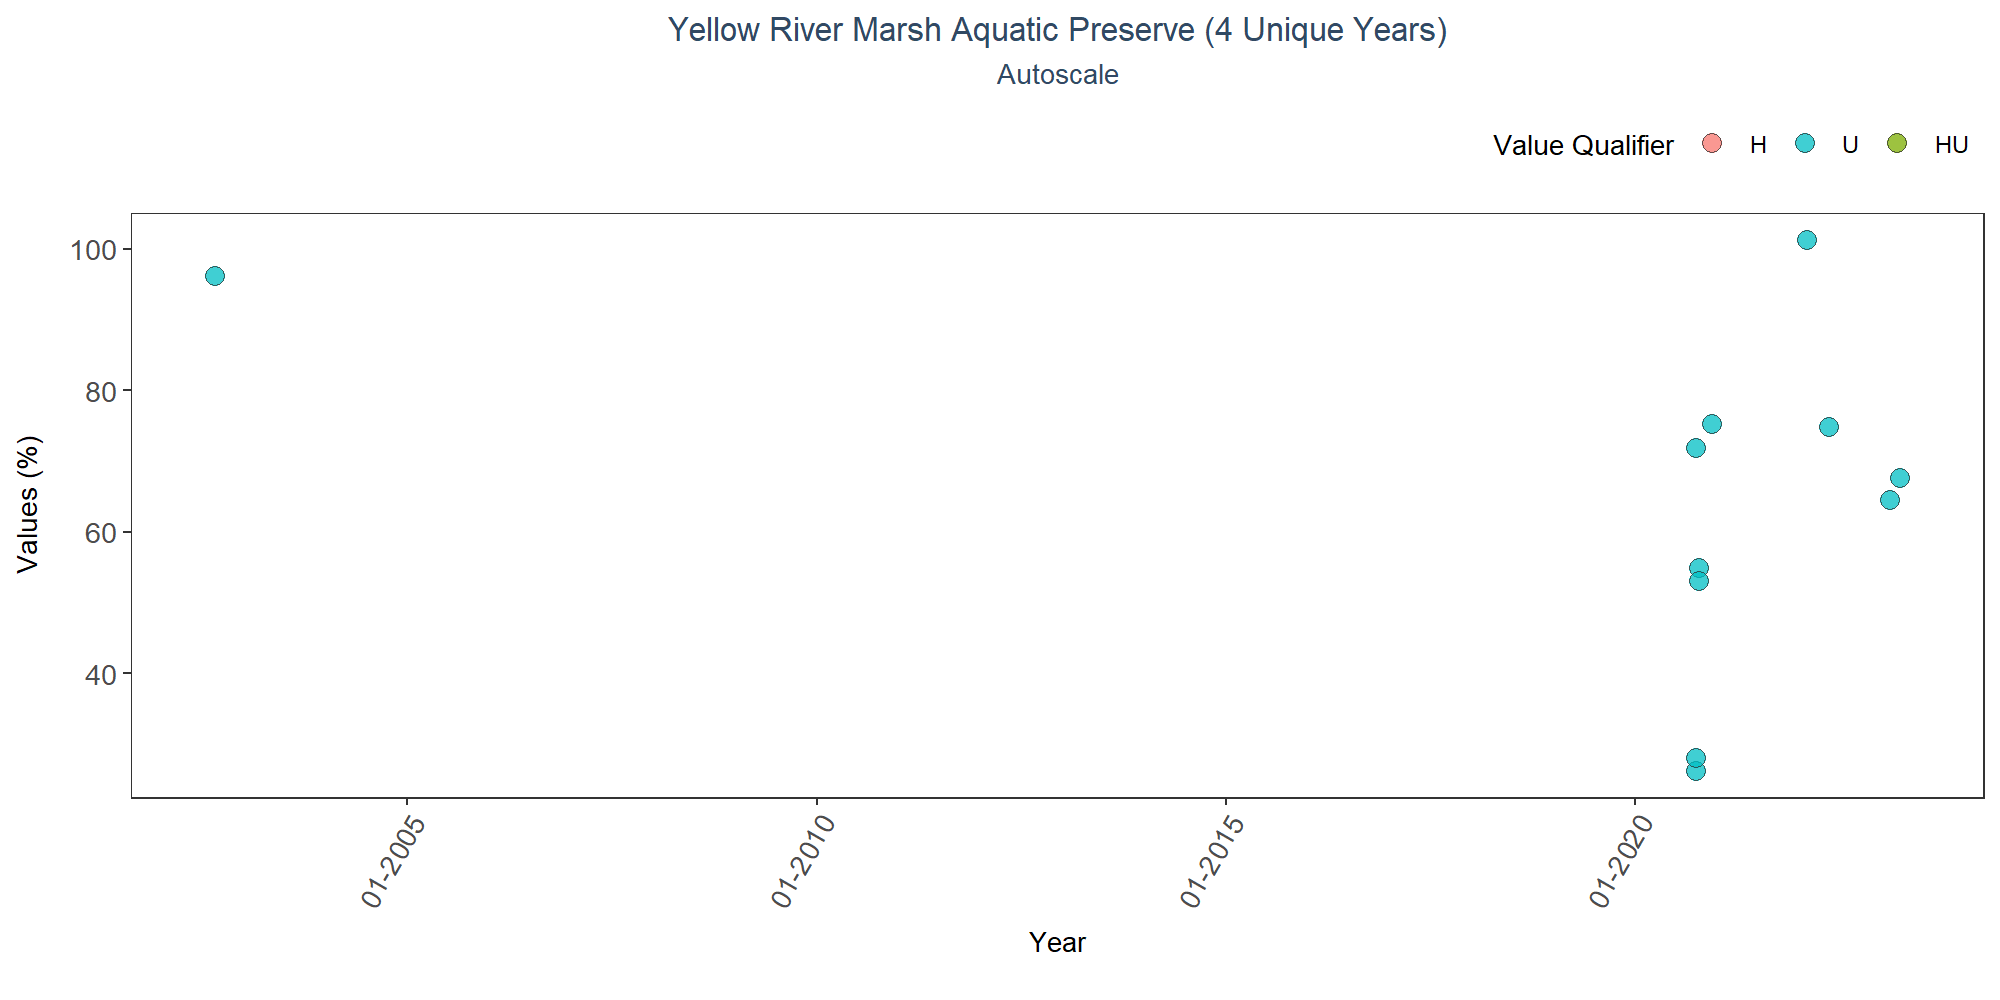 Yellow River Marsh Aquatic Preserve (4 Unique Years)
Autoscale
Value Qualifier H U HU
Values (%)
100
80
60
40
01-2005 01-2010 01-2015 01-2020
Year